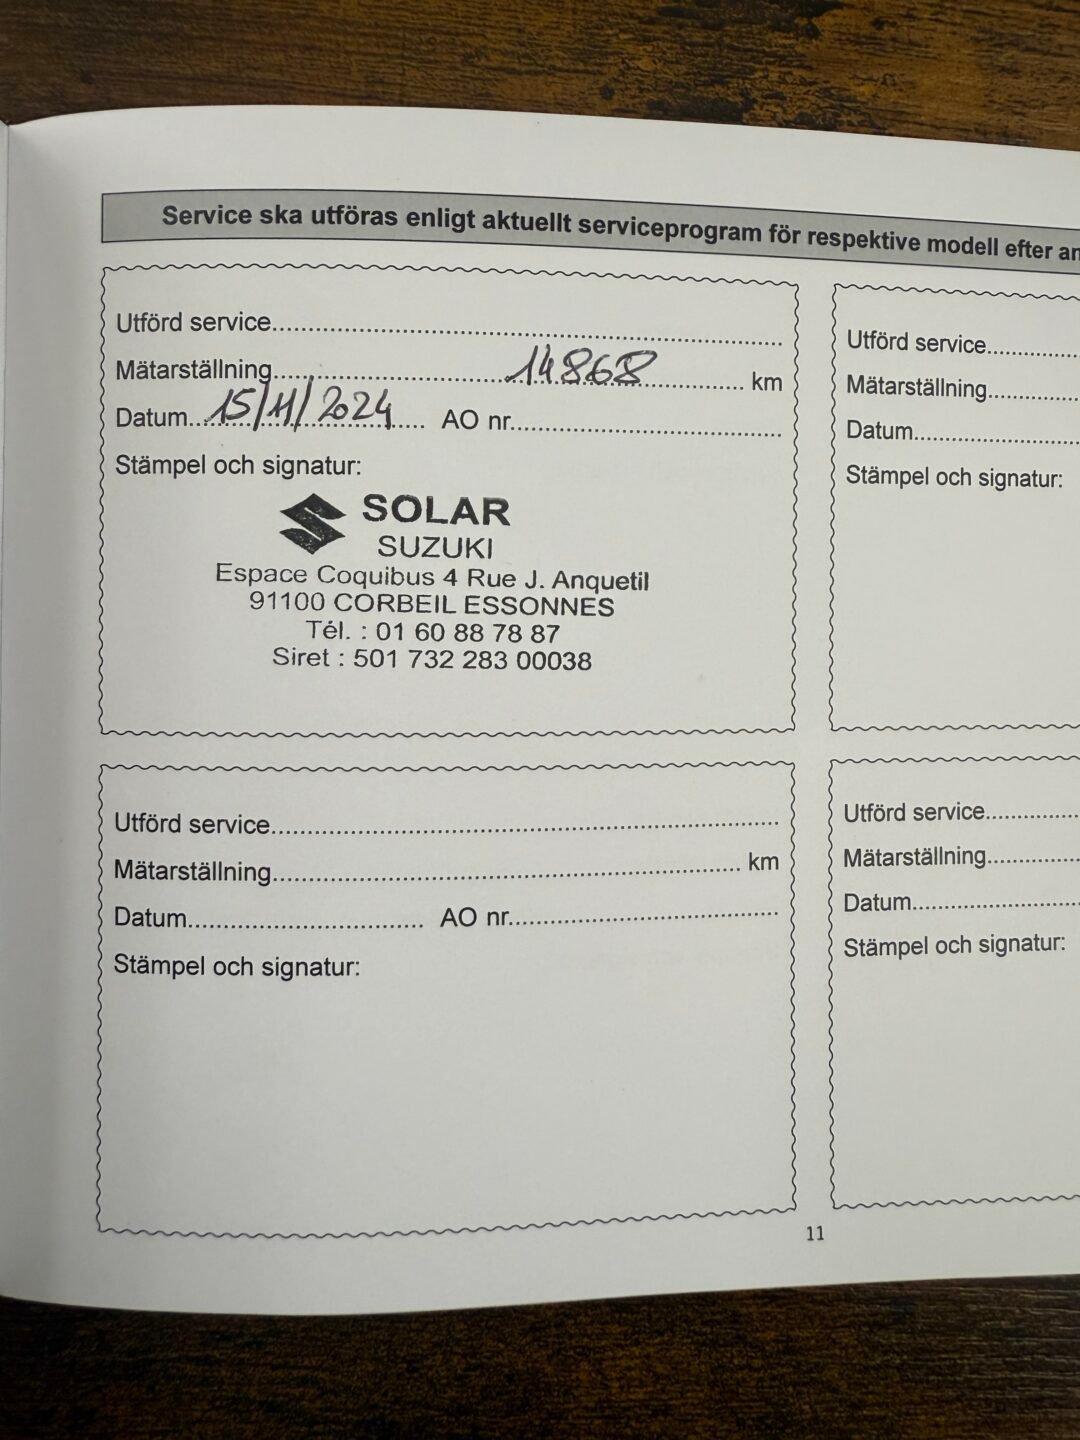 Service ska utföras enligt aktuellt serviceprogram för respektive modell efter
Utförd service
Mätarställning 14868 km
Datum 15/11/2024 AO nr.
Stämpel och signatur:
SOLAR
SUZUKI
Espace Coquibus 4 Rue J. Anquetil
91100 CORBEIL ESSONNES
Tél. : 01 60 88 78 87
Siret : 501 732 283 00038
Utförd service
Mätarställning
Datum
Stämpel och signatur:
Utförd service
Mätarställning km
Datum AO nr.
Stämpel och signatur:
Utförd service
Mätarställning
Datum
Stämpel och signatur:
11